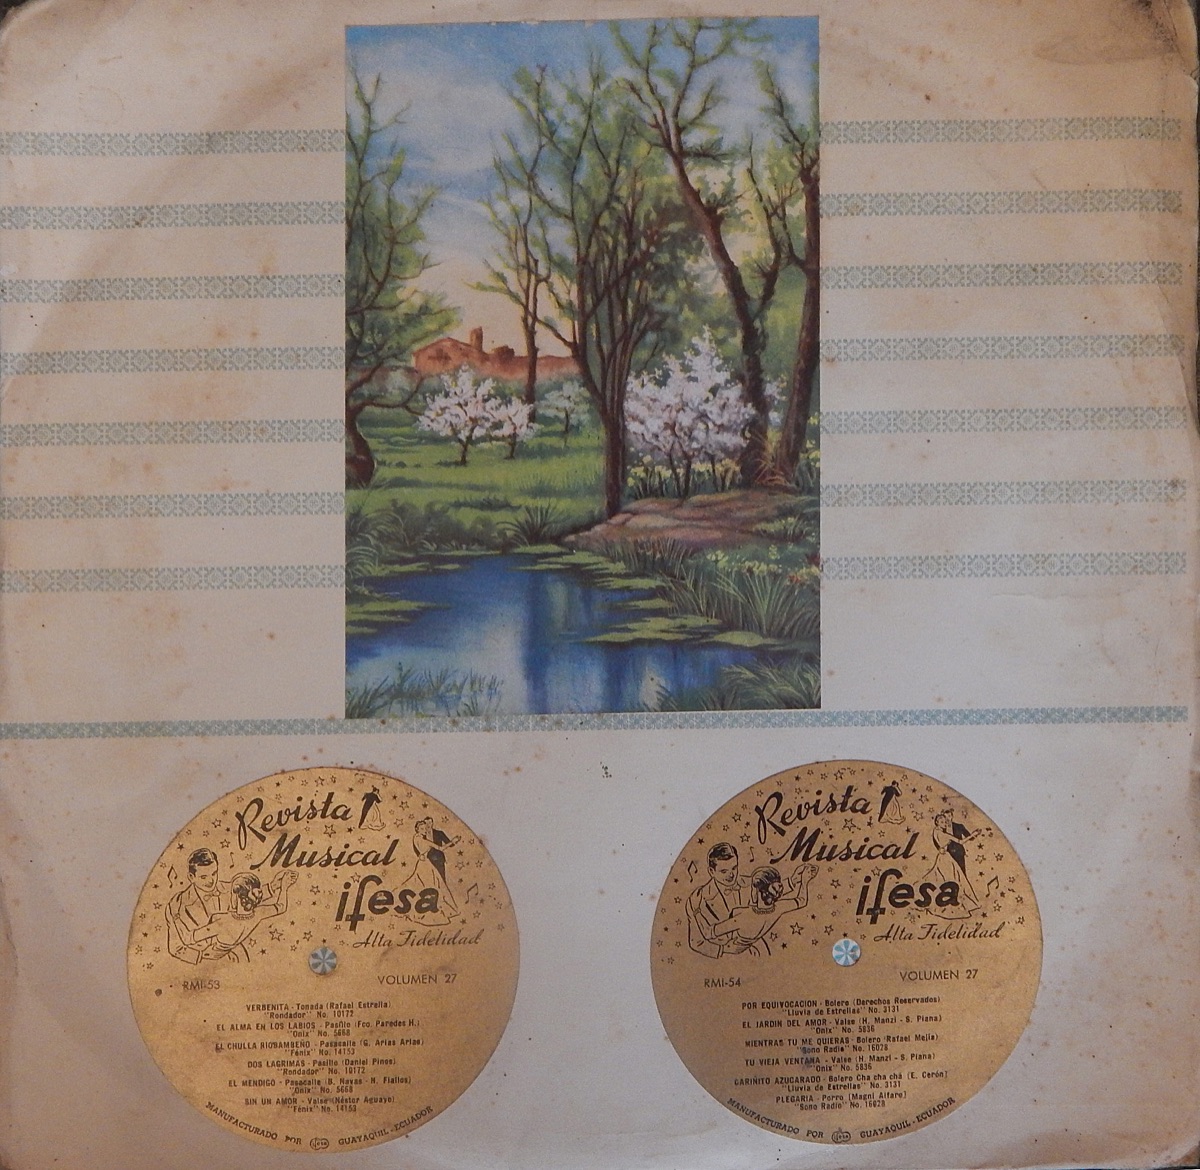 Revista
Musical
ifesa
Alta Fidelidad
RMI-53 VOLUMEN 27
VERBENITA - Tonada (Rafael Estrella)
"Rondador" No. 10172
EL ALMA EN LOS LABIOS - Pasillo (Fco. Paredes H.)
"Onix" No. 5668
EL CHULLA RIOBAMBEÑO - Pasacalle (G. Arias Arias)
"Fénix" No. 14153
DOS LAGRIMAS - Pasillo (Daniel Pinos)
"Rondador" No. 10172
EL MENDIGO - Pasacalle (B. Navas - N. Fiallos)
"Onix" No. 5668
SIN UN AMOR - Valse (Néstor Aguayo)
"Fénix" No. 14153
MANUFACTURADO POR ifesa GUAYAQUIL-ECUADOR
Revista
Musical
ifesa
Alta Fidelidad
RMI-54 VOLUMEN 27
POR EQUIVOCACION - Bolero (Derechos Reservados)
"Lluvia de Estrellas" No. 3131
EL JARDIN DEL AMOR - Valse (H. Manzi - S. Piana)
"Onix" No. 5836
MIENTRAS TU ME QUIERAS - Bolero (Rafael Mejía)
"Sono Radio" No. 16028
TU VIEJA VENTANA - Valse (H. Manzi - S. Piana)
"Onix" No. 5836
CARIÑITO AZUCARADO - Bolero Cha cha chá (E. Cerón)
"Lluvia de Estrellas" No. 3131
PLEGARIA - Porro (Magni Alfaro)
"Sono Radio" No. 16028
MANUFACTURADO POR ifesa GUAYAQUIL-ECUADOR